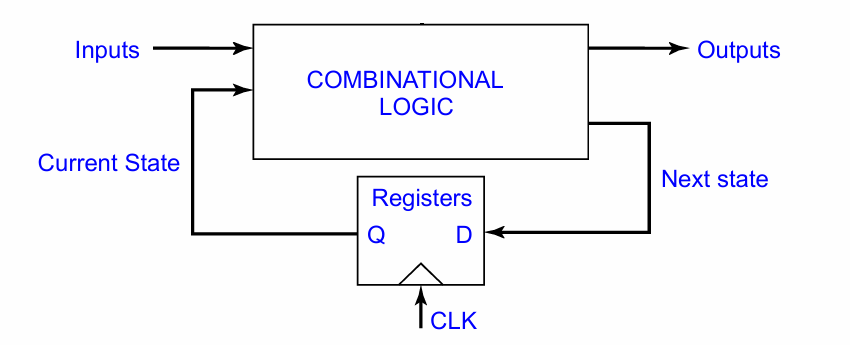 Inputs
Outputs
COMBINATIONAL
LOGIC
Current State
Next state
Registers
Q
D
CLK